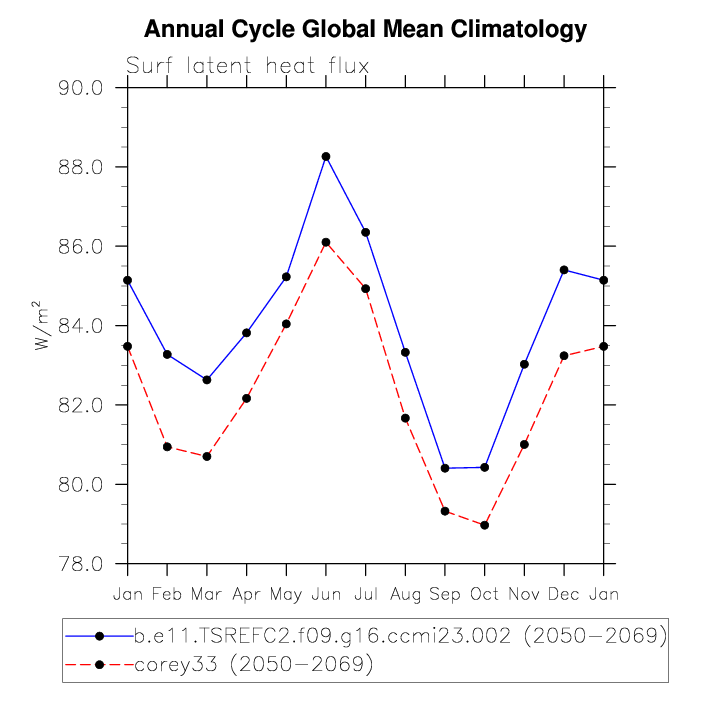 Annual Cycle Global Mean Climatology
Surf latent heat flux
90.0
88.0
86.0
84.0
82.0
80.0
78.0
W/m²
Jan Feb Mar Apr May Jun Jul Aug Sep Oct Nov Dec Jan
b.e11.TSREFC2.f09.g16.ccmi23.002 (2050-2069)
corey33 (2050-2069)